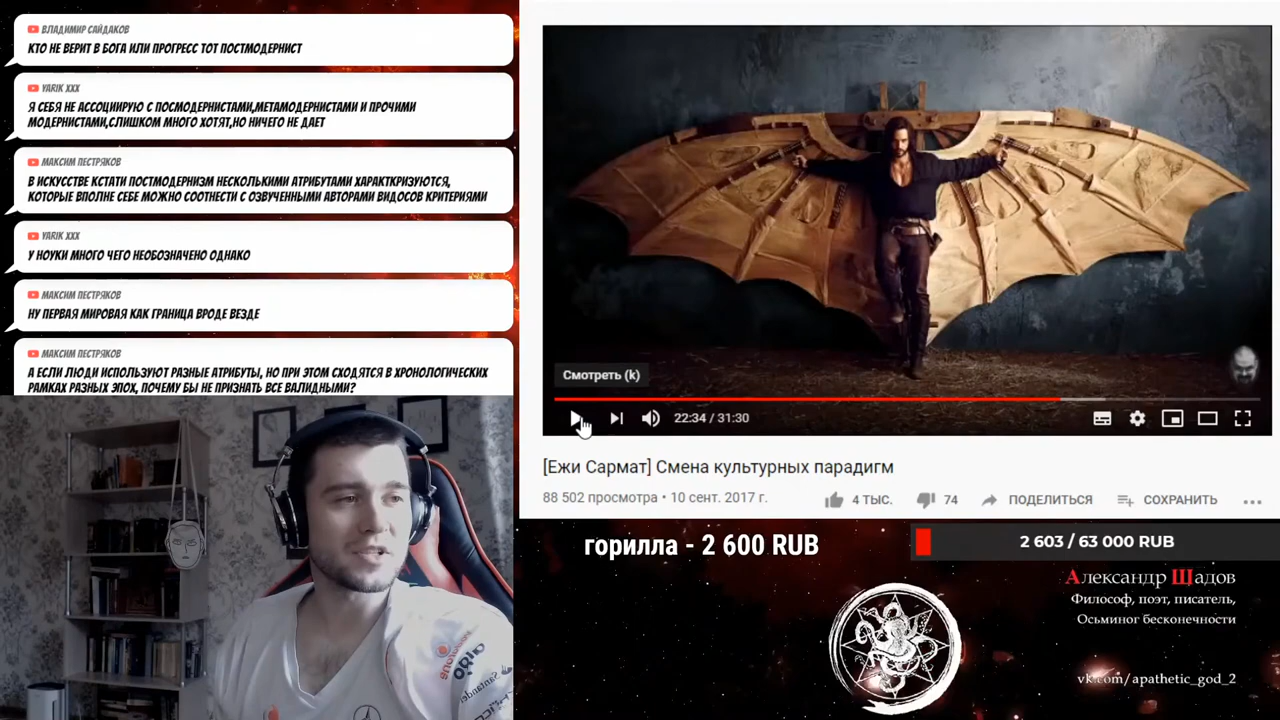 ВЛАДИМИР САЙДАКОВ
КТО НЕ ВЕРИТ В БОГА ИЛИ ПРОГРЕСС ТОТ ПОСТМОДЕРНИСТ
YARIK XXX
Я СЕБЯ НЕ АССОЦИИРУЮ С ПОСМОДЕРНИСТАМИ,МЕТАМОДЕРНИСТАМИ И ПРОЧИМИ
МОДЕРНИСТАМИ,СЛИШКОМ МНОГО ХОТЯТ,НО НИЧЕГО НЕ ДАЕТ
МАКСИМ ПЕСТРЯКОВ
В ИСКУССТВЕ КСТАТИ ПОСТМОДЕРНИЗМ НЕСКОЛЬКИМИ АТРИБУТАМИ ХАРАКТКРИЗУЮТСЯ,
КОТОРЫЕ ВПОЛНЕ СЕБЕ МОЖНО СООТНЕСТИ С ОЗВУЧЕННЫМИ АВТОРАМИ ВИДОСОВ КРИТЕРИЯМИ
YARIK XXX
У НОУКИ МНОГО ЧЕГО НЕОБОЗНАЧЕНО ОДНАКО
МАКСИМ ПЕСТРЯКОВ
НУ ПЕРВАЯ МИРОВАЯ КАК ГРАНИЦА ВРОДЕ ВЕЗДЕ
МАКСИМ ПЕСТРЯКОВ
А ЕСЛИ ЛЮДИ ИСПОЛЬЗУЮТ РАЗНЫЕ АТРИБУТЫ, НО ПРИ ЭТОМ СХОДЯТСЯ В ХРОНОЛОГИЧЕСКИХ
РАМКАХ РАЗНЫХ ЭПОХ, ПОЧЕМУ БЫ НЕ ПРИЗНАТЬ ВСЕ ВАЛИДНЫМИ?
Смотреть (k)
22:34 / 31:30
[Ежи Сармат] Смена культурных парадигм
88 502 просмотра • 10 сент. 2017 г.
4 ТЫС.
74
ПОДЕЛИТЬСЯ
СОХРАНИТЬ
горилла - 2 600 RUB
2 603 / 63 000 RUB
Александр Шадов
Философ, поэт, писатель,
Осьминог бесконечности
vk.com/apathetic_god_2
Santander